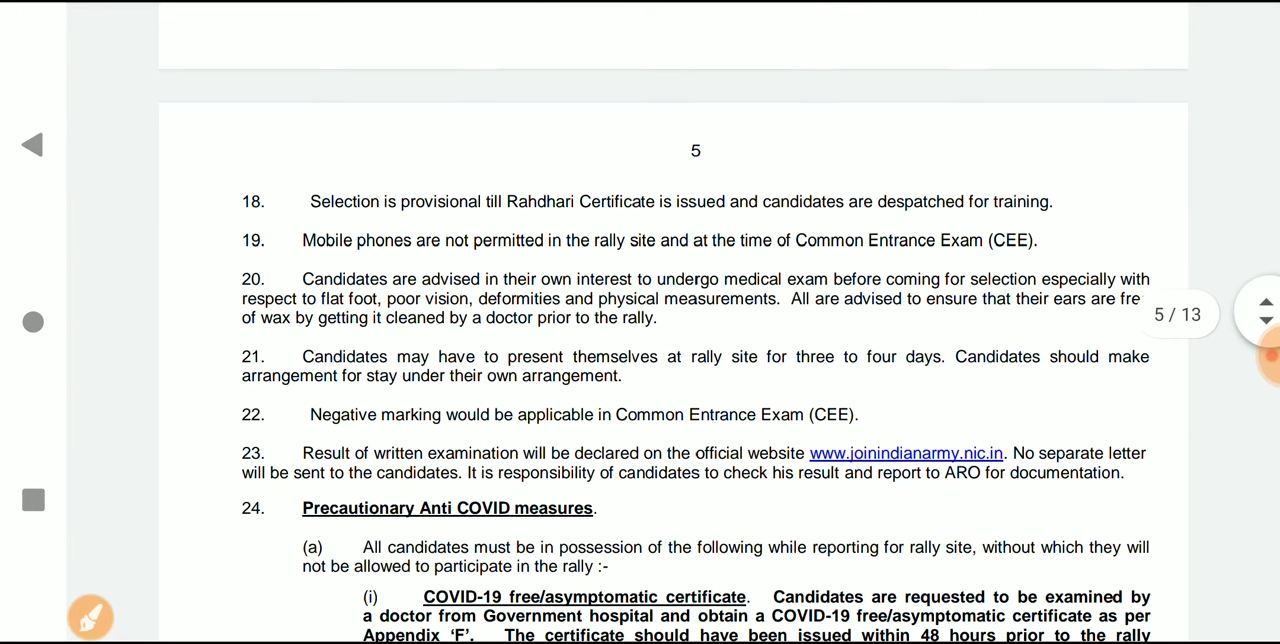 5
18. Selection is provisional till Rahdhari Certificate is issued and candidates are despatched for training.
19. Mobile phones are not permitted in the rally site and at the time of Common Entrance Exam (CEE).
20. Candidates are advised in their own interest to undergo medical exam before coming for selection especially with
respect to flat foot, poor vision, deformities and physical measurements. All are advised to ensure that their ears are fre
of wax by getting it cleaned by a doctor prior to the rally.
5 / 13
21. Candidates may have to present themselves at rally site for three to four days. Candidates should make
arrangement for stay under their own arrangement.
22. Negative marking would be applicable in Common Entrance Exam (CEE).
23. Result of written examination will be declared on the official website www.joinindianarmy.nic.in. No separate letter
will be sent to the candidates. It is responsibility of candidates to check his result and report to ARO for documentation.
24. Precautionary Anti COVID measures.
(a) All candidates must be in possession of the following while reporting for rally site, without which they will
not be allowed to participate in the rally :-
(i) COVID-19 free/asymptomatic certificate. Candidates are requested to be examined by
a doctor from Government hospital and obtain a COVID-19 free/asymptomatic certificate as per
Appendix ‘F’. The certificate should have been issued within 48 hours prior to the rally